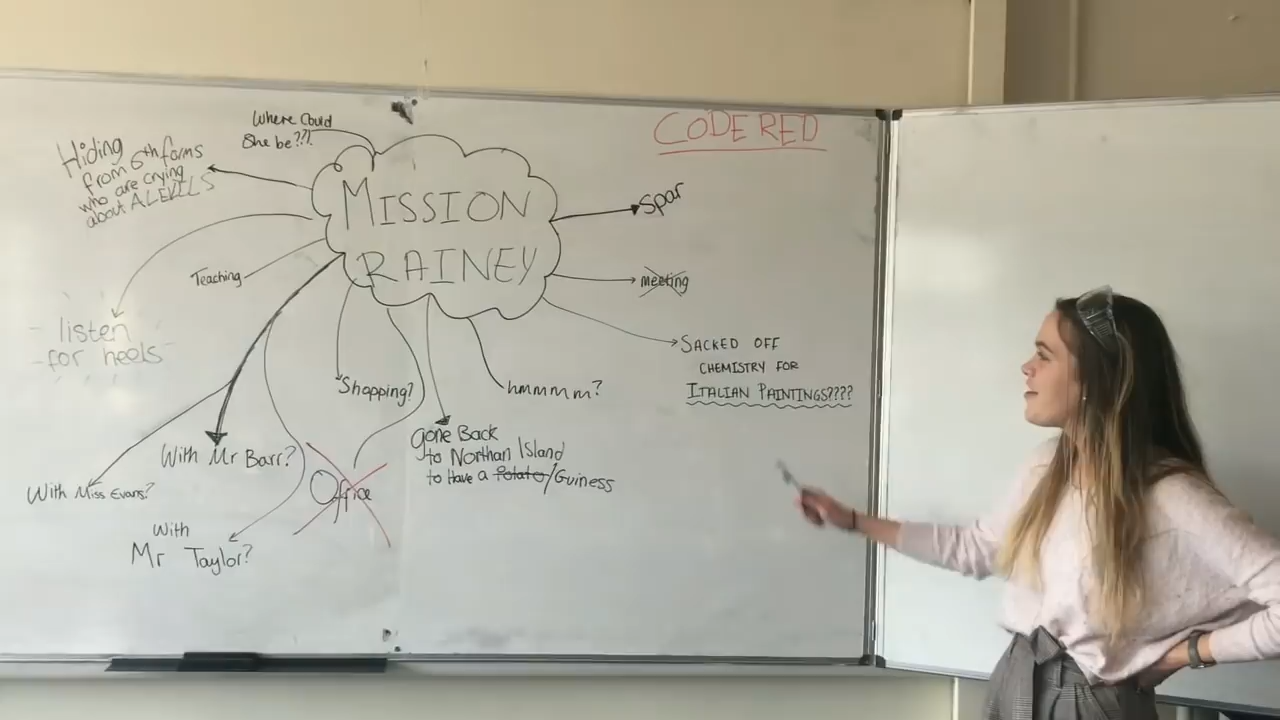 Where Could
She be???
CODE RED
Hiding
from 6th forms
who are crying
about ALEVELS
MISSION
RAINEY
Spar
Teaching
meeting
listen
for heels
SACKED OFF
CHEMISTRY FOR
ITALIAN PAINTINGS????
Shopping?
hmmmm?
With Mr Barr?
gone Back
to Northan Island
to Have a Potato/Guiness
With Miss Evans?
Office
With
Mr Taylor?